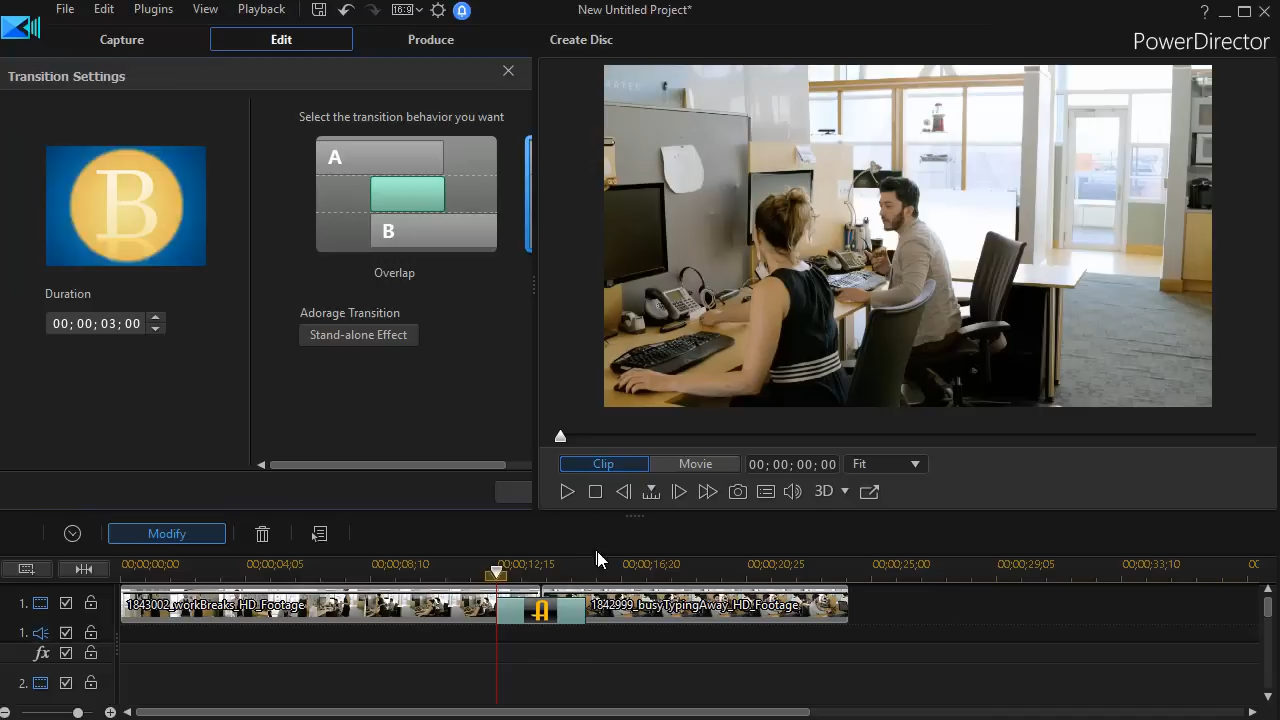 File Edit Plugins View Playback 16:9 New Untitled Project* ?
Capture Edit Produce Create Disc PowerDirector
Transition Settings
Select the transition behavior you want
A
B
B
Overlap
Duration
00;00;03;00
Adorage Transition
Stand-alone Effect
Clip Movie 00;00;00;00 Fit
3D
Modify
00;00;00;00 00;00;04;05 00;00;08;10 00;00;12;15 00;00;16;20 00;00;20;25 00;00;25;00 00;00;29;05 00;00;33;10 00
1. 1843002_workBreaks_HD_Footage 1842999_busyTypingAway_HD_Footage
1.
fx
2.